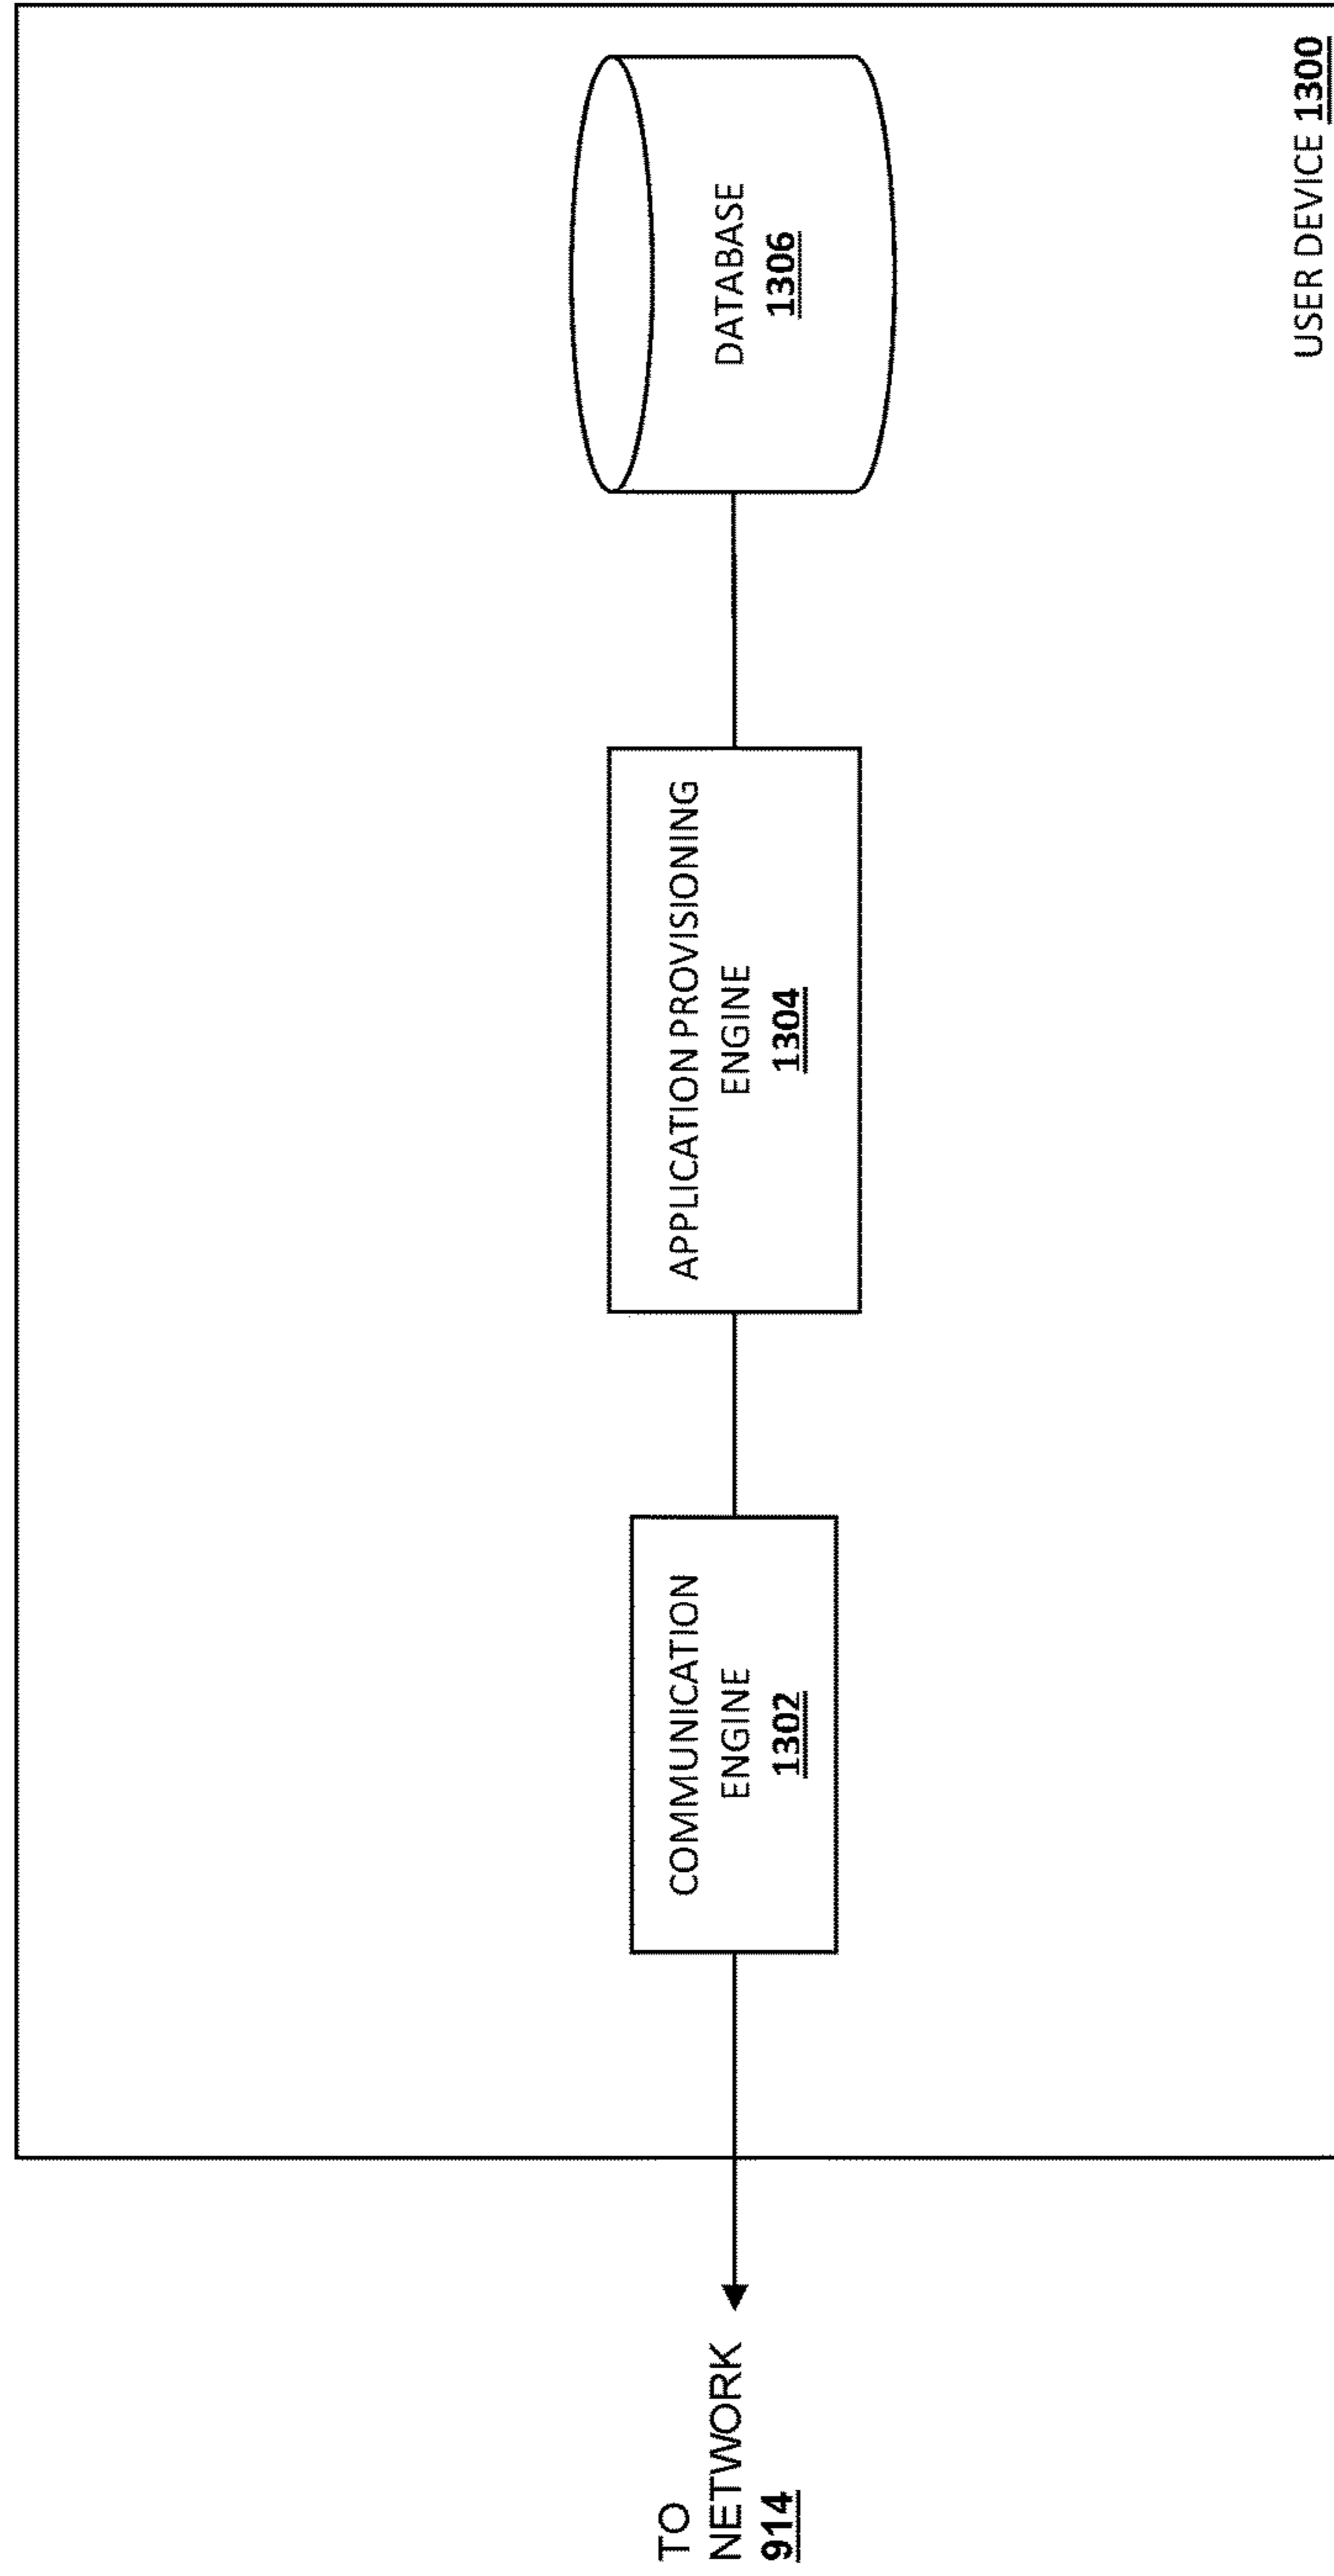 TO
NETWORK
914
COMMUNICATION
ENGINE
1302
APPLICATION PROVISIONING
ENGINE
1304
DATABASE
1306
USER DEVICE 1300